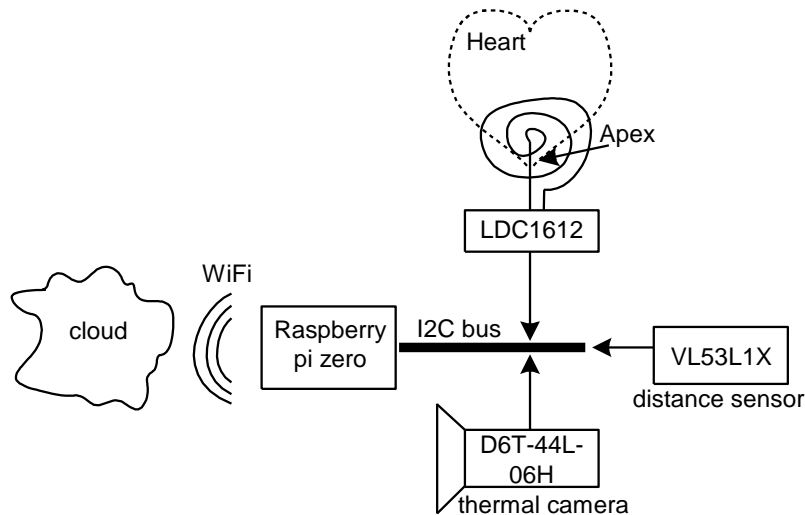 Heart
Apex
LDC1612
WiFi
cloud
Raspberry
pi zero
I2C bus
VL53L1X
distance sensor
D6T-44L-
06H
thermal camera